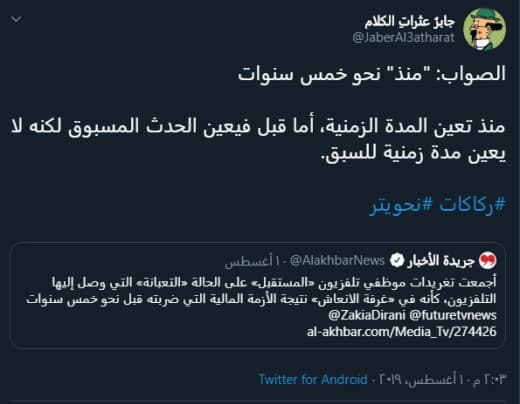 جابرُ عثراتِ الكلام
@JaberAl3atharat
الصواب: "منذ" نحو خمس سنوات
منذ تعين المدة الزمنية، أما قبل فيعين الحدث المسبوق لكنه لا
يعين مدة زمنية للسبق.
#ركاكات #نحويتر
جريدة الأخبار @AlakhbarNews · ١٠ أغسطس
أجمعت تغريدات موظفي تلفزيون «المستقبل» على الحالة «التعبانة» التي وصل إليها
التلفزيون، كأنه في «غرفة الانعاش» نتيجة الأزمة المالية التي ضربته قبل نحو خمس سنوات
@ZakiaDirani @futuretvnews
al-akhbar.com/Media_Tv/274426
٢:٠٣ م · ١٠ أغسطس، ٢٠١٩ · Twitter for Android